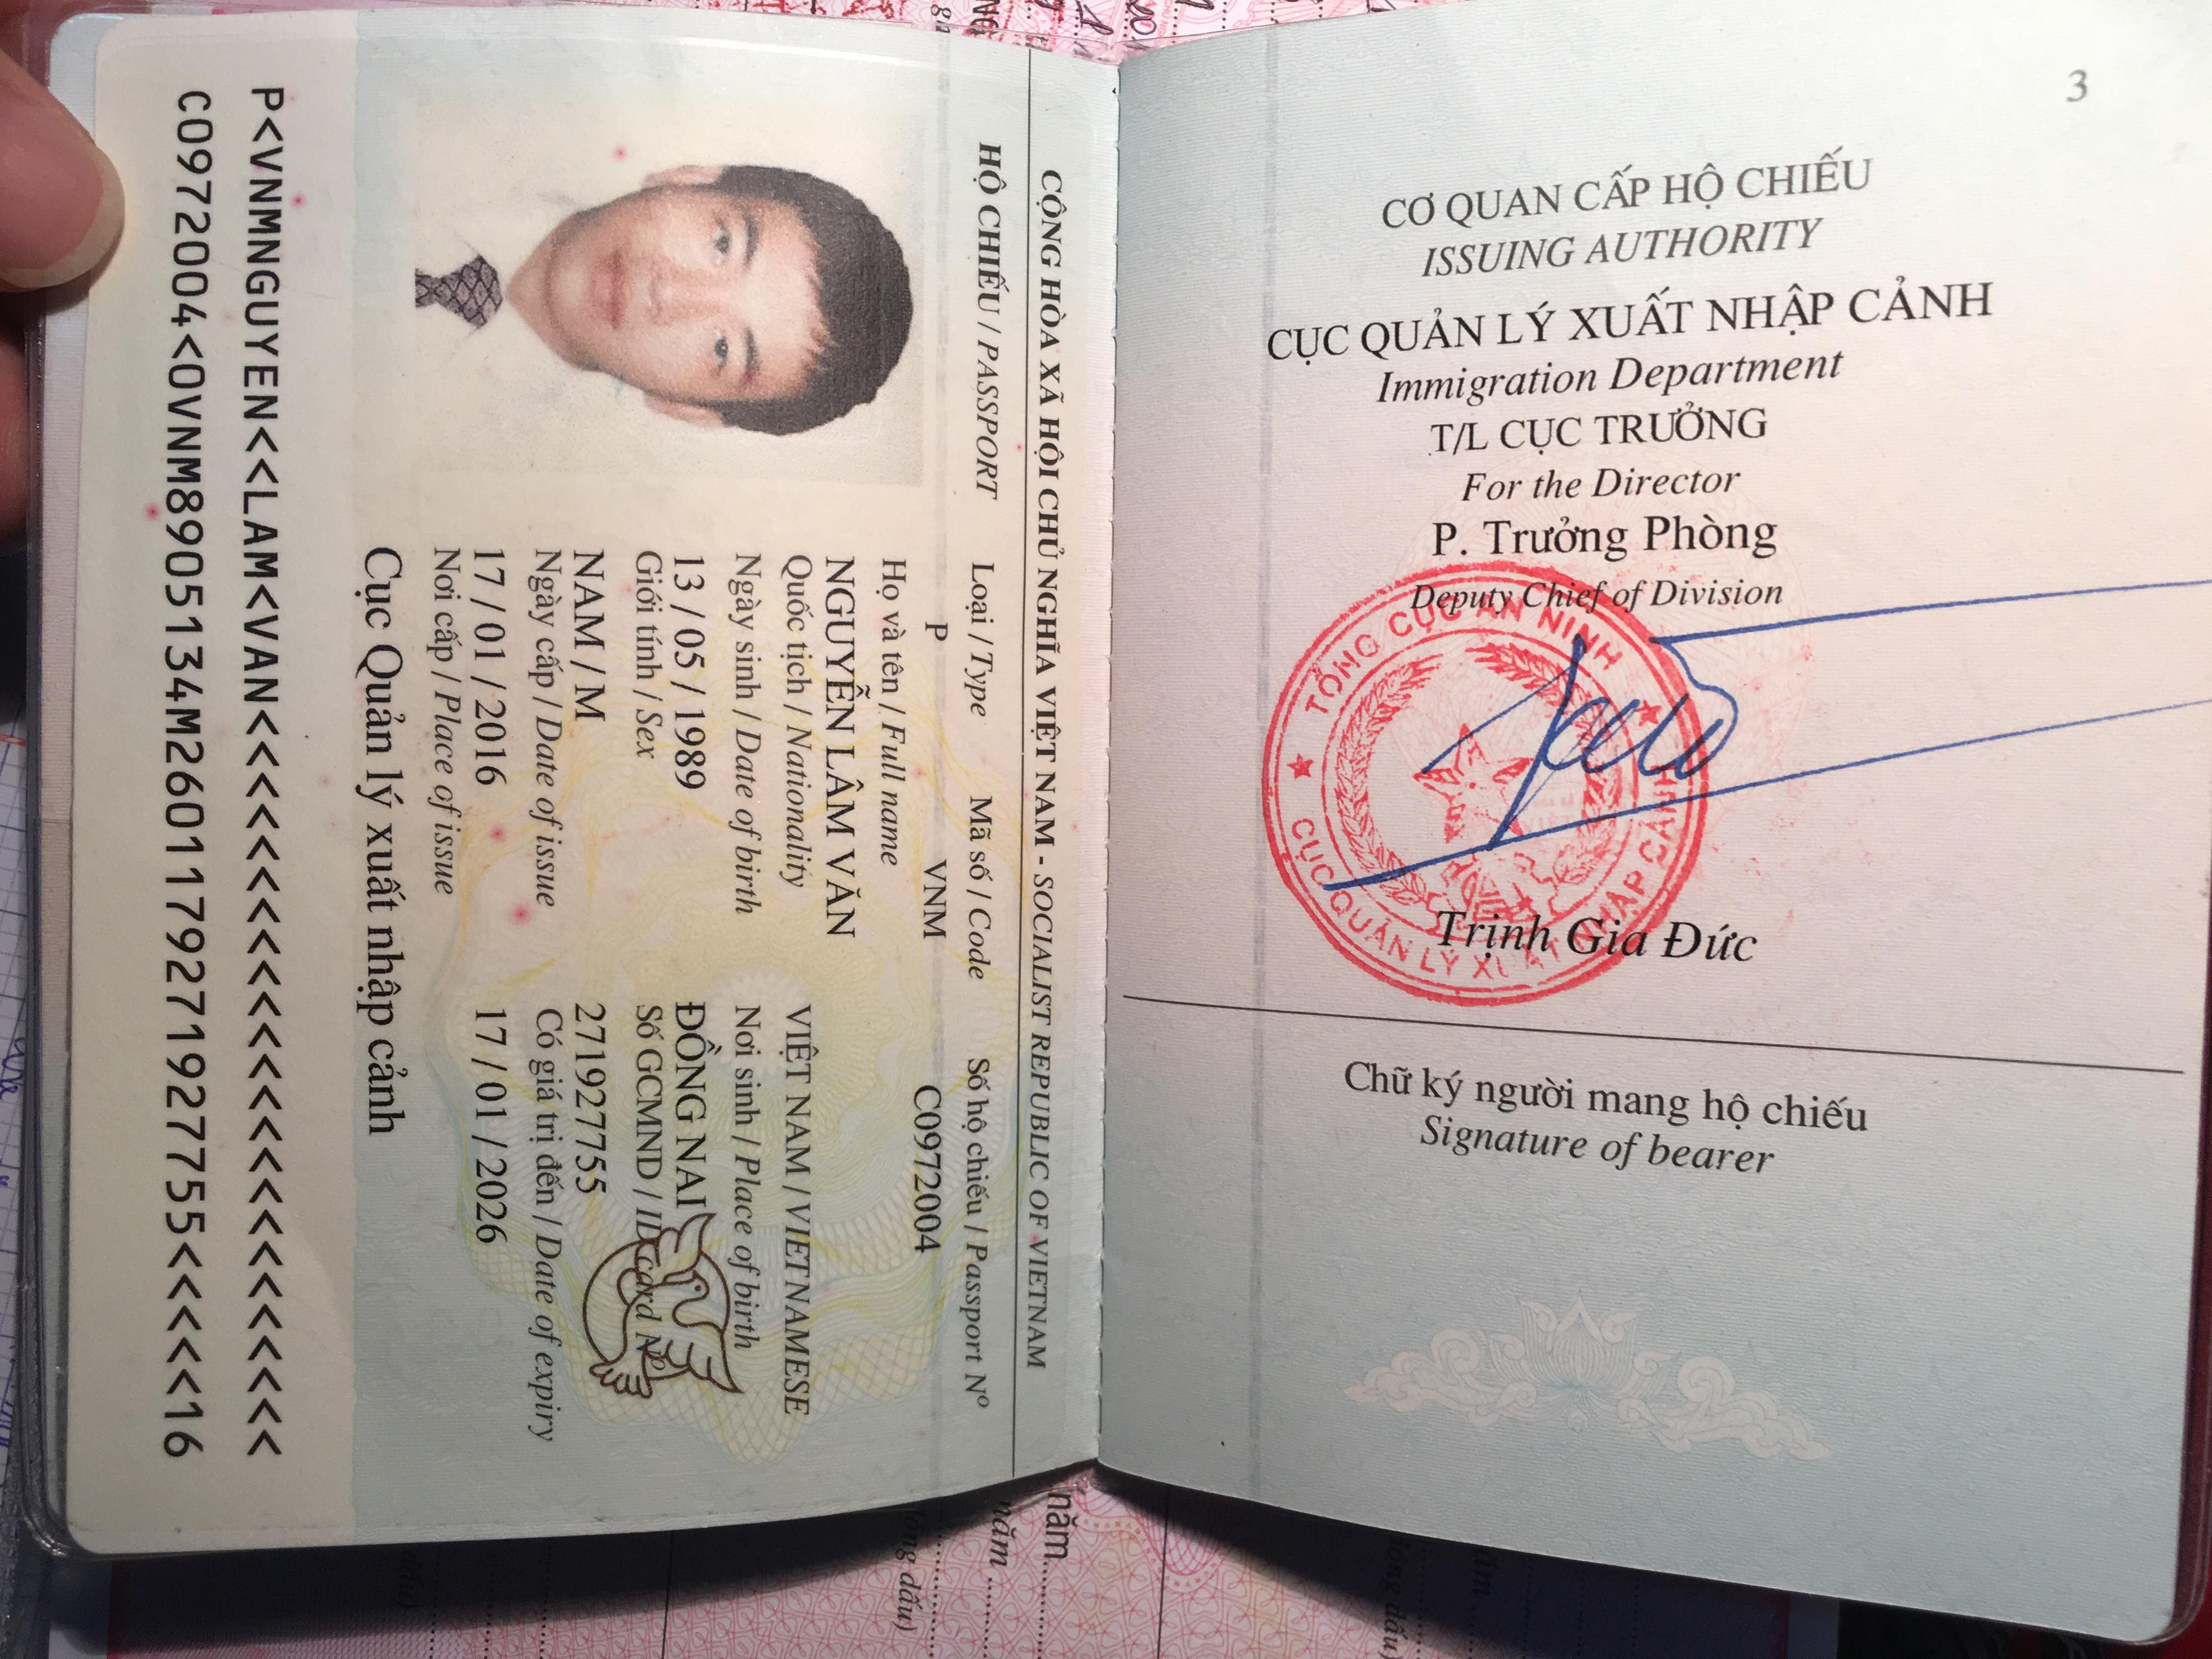 CỘNG HÒA XÃ HỘI CHỦ NGHĨA VIỆT NAM - SOCIALIST REPUBLIC OF VIETNAM
HỘ CHIẾU / PASSPORT Loại / Type Mã số / Code Số hộ chiếu / Passport Nº
P VNM C0972004
Họ và tên / Full name
NGUYỄN LÂM VĂN
Quốc tịch / Nationality VIỆT NAM / VIETNAMESE
Ngày sinh / Date of birth Nơi sinh / Place of birth
13 / 05 / 1989 ĐỒNG NAI
Giới tính / Sex Số GCMND / ID card Nº
NAM / M 271927755
Ngày cấp / Date of issue Có giá trị đến / Date of expiry
17 / 01 / 2016 17 / 01 / 2026
Nơi cấp / Place of issue
Cục Quản lý xuất nhập cảnh
P<VNMNGUYEN<<LAM<VAN<<<<<<<<<<<<<<<<<<<<<<<<
C0972004<0VNM8905134M2601179271927755<<<<<16
3
CƠ QUAN CẤP HỘ CHIẾU
ISSUING AUTHORITY
CỤC QUẢN LÝ XUẤT NHẬP CẢNH
Immigration Department
T/L CỤC TRƯỞNG
For the Director
P. Trưởng Phòng
Deputy Chief of Division
TỔNG CỤC AN NINH
CỤC QUẢN LÝ XUẤT NHẬP CẢNH
Trịnh Gia Đức
Chữ ký người mang hộ chiếu
Signature of bearer
năm
năm